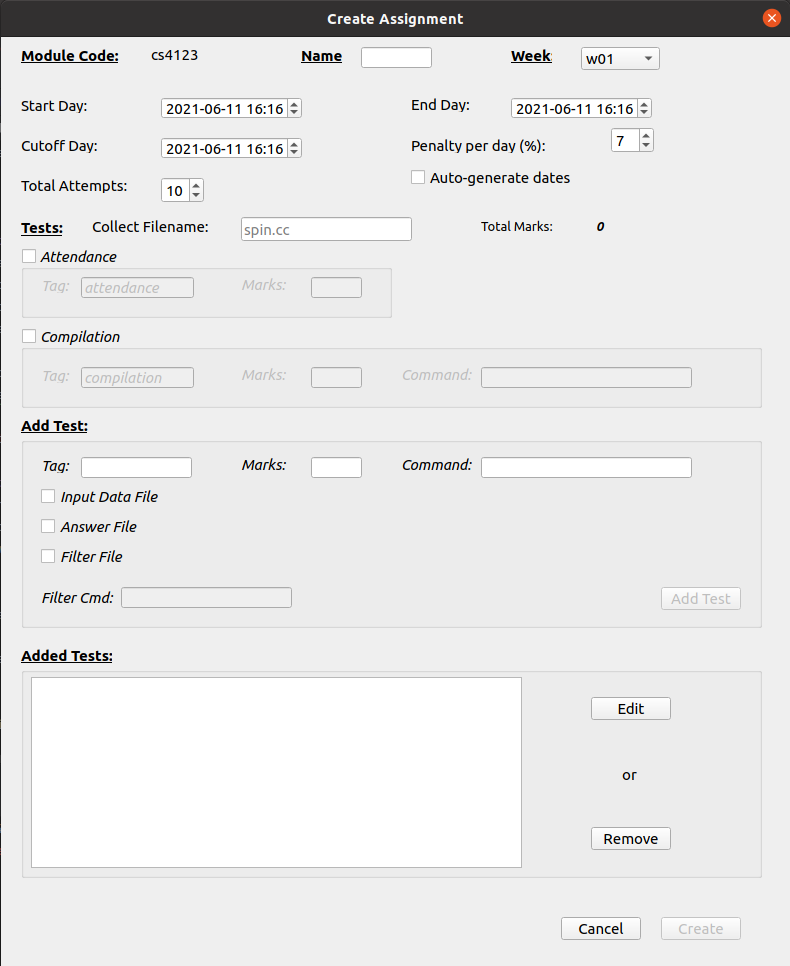 Create Assignment
Module Code: cs4123 Name Week: w01
Start Day: 2021-06-11 16:16 End Day: 2021-06-11 16:16
Cutoff Day: 2021-06-11 16:16 Penalty per day (%): 7
Total Attempts: 10 Auto-generate dates
Tests: Collect Filename: spin.cc Total Marks: 0
Attendance
Tag: attendance Marks:
Compilation
Tag: compilation Marks: Command:
Add Test:
Tag: Marks: Command:
Input Data File
Answer File
Filter File
Filter Cmd: Add Test
Added Tests:
Edit
or
Remove
Cancel Create